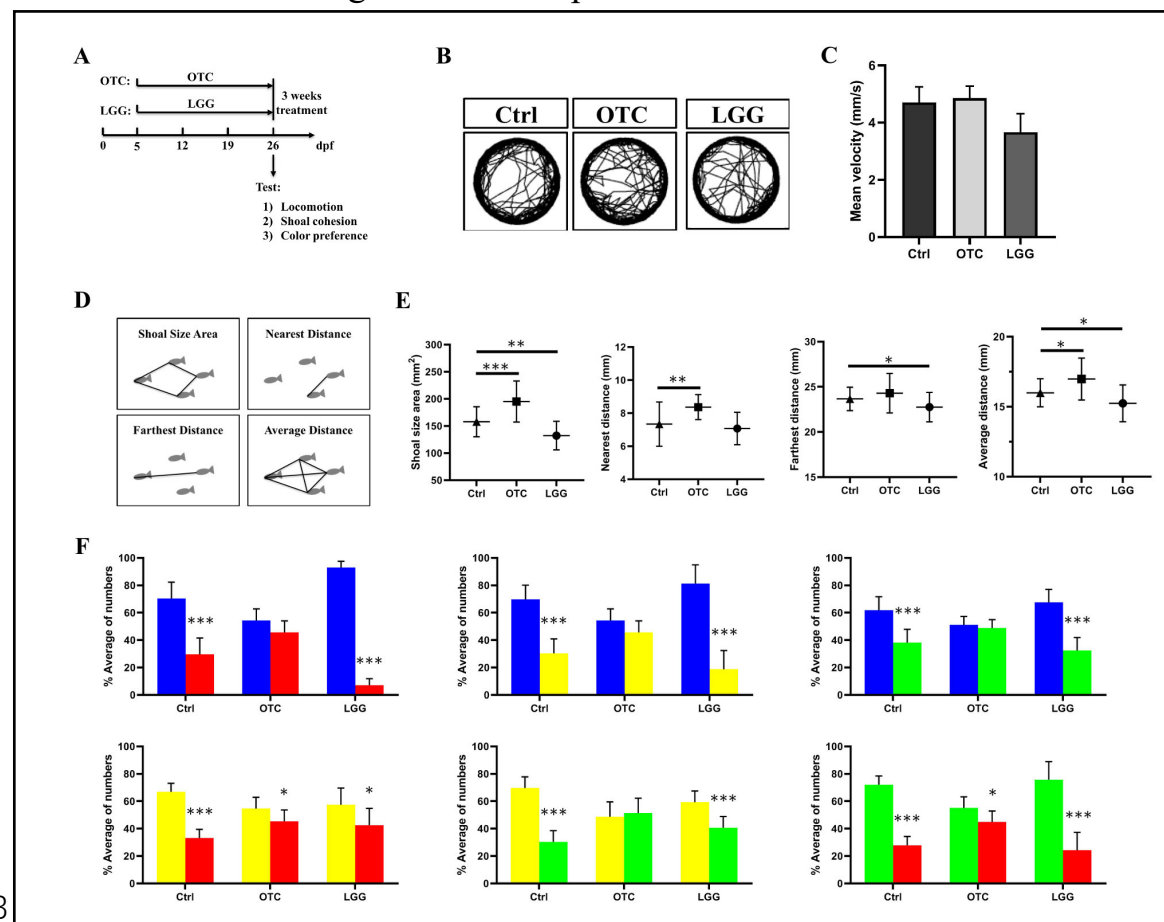 A
OTC: OTC
LGG: LGG
3 weeks
treatment
0 5 12 19 26 dpf
Test:
1) Locomotion
2) Shoal cohesion
3) Color preference
B
Ctrl OTC LGG
C
Mean velocity (mm/s)
6
4
2
0
Ctrl OTC LGG
D
Shoal Size Area
Nearest Distance
Farthest Distance
Average Distance
E
Shoal size area (mm²)
300
250
200
150
100
50
**
***
Ctrl OTC LGG
Nearest distance (mm)
12
10
8
6
4
**
Ctrl OTC LGG
Farthest distance (mm)
30
25
20
15
*
Ctrl OTC LGG
Average distance (mm)
20
15
10
*
*
Ctrl OTC LGG
F
% Average of numbers
100
80
60
40
20
0
*** ***
Ctrl OTC LGG
% Average of numbers
100
80
60
40
20
0
*** ***
Ctrl OTC LGG
% Average of numbers
100
80
60
40
20
0
*** ***
Ctrl OTC LGG
% Average of numbers
100
80
60
40
20
0
*** * *
Ctrl OTC LGG
% Average of numbers
100
80
60
40
20
0
*** ***
Ctrl OTC LGG
% Average of numbers
100
80
60
40
20
0
*** * ***
Ctrl OTC LGG